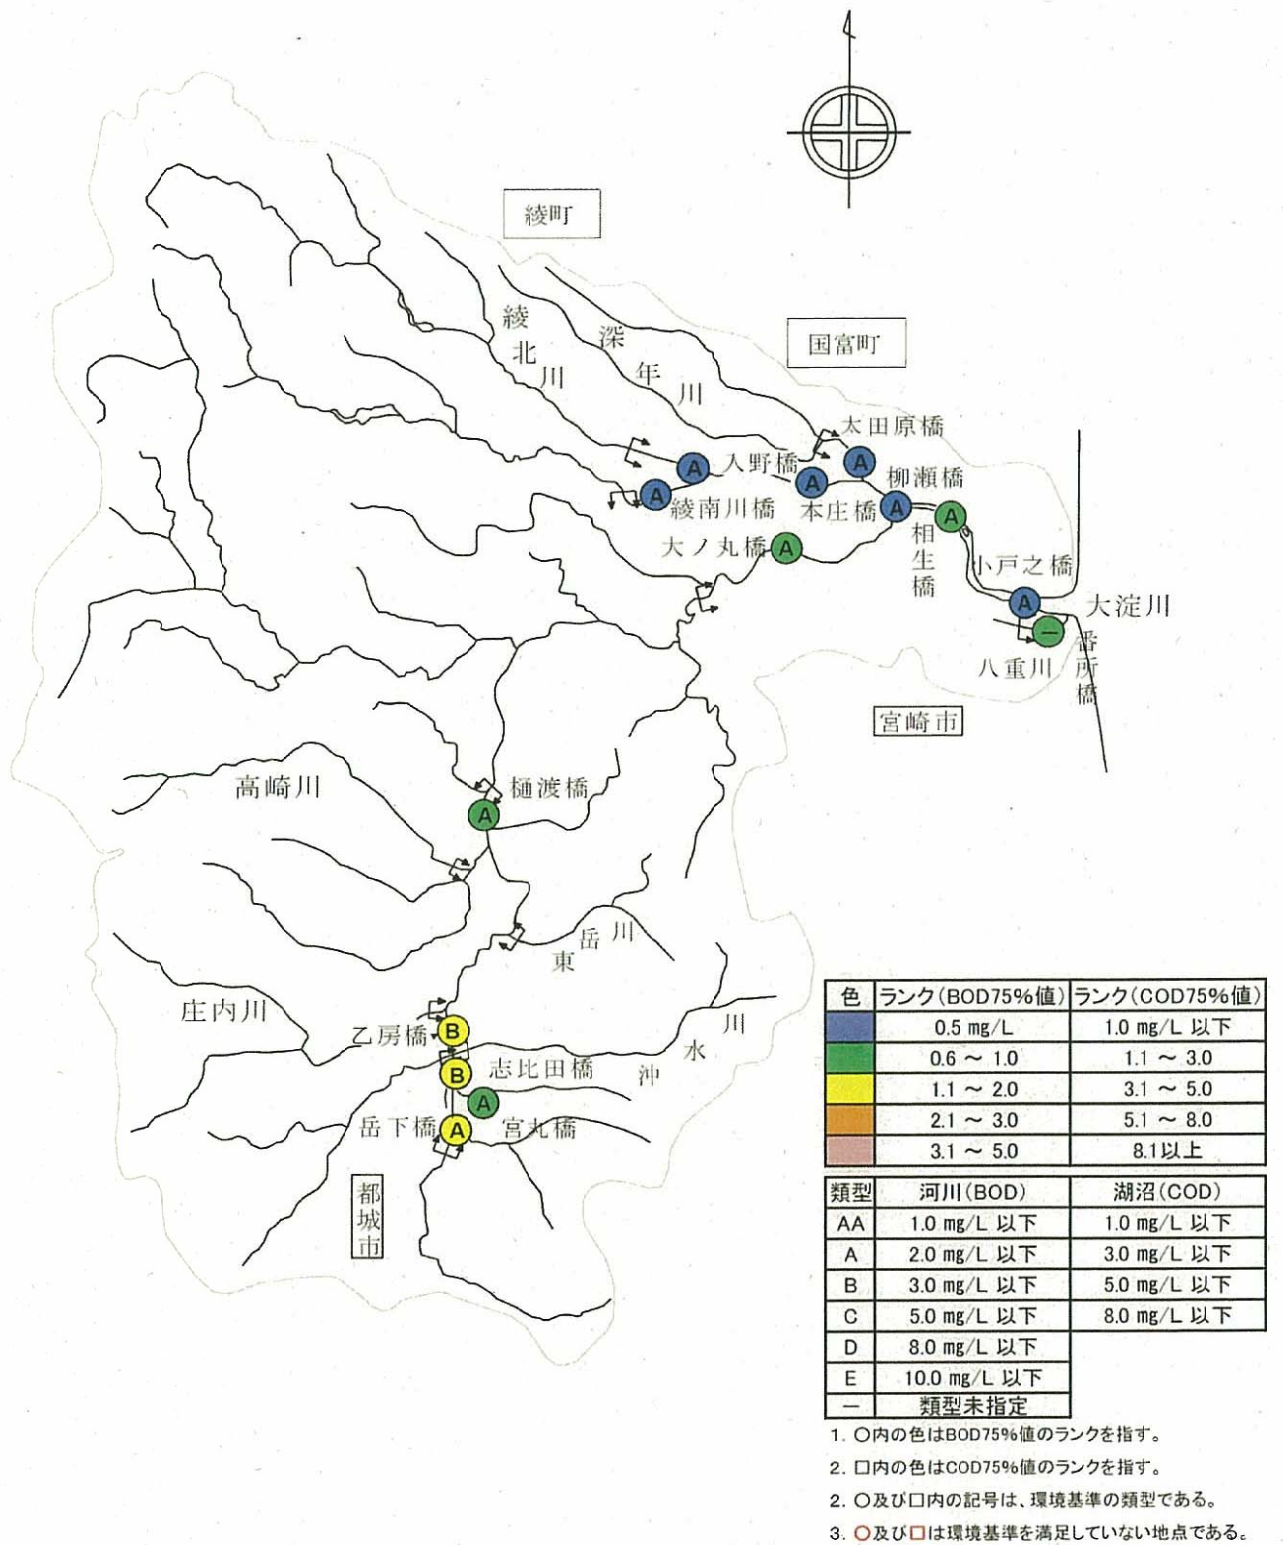 綾町
国富町
綾北川
深年川
太田原橋
入野橋
柳瀬橋
A
A
A
A
A
A
綾南川橋
本庄橋
大ノ丸橋
A
相生橋
小戸之橋
A
大淀川
－
八重川
番所橋
宮崎市
高崎川
樋渡橋
A
東岳川
庄内川
乙房橋
B
沖水川
B
志比田橋
A
岳下橋
A
宮丸橋
都城市
色 ランク(BOD75%値) ランク(COD75%値)
0.5 mg/L 1.0 mg/L 以下
0.6 ～ 1.0 1.1 ～ 3.0
1.1 ～ 2.0 3.1 ～ 5.0
2.1 ～ 3.0 5.1 ～ 8.0
3.1 ～ 5.0 8.1以上
類型 河川(BOD) 湖沼(COD)
AA 1.0 mg/L 以下 1.0 mg/L 以下
A 2.0 mg/L 以下 3.0 mg/L 以下
B 3.0 mg/L 以下 5.0 mg/L 以下
C 5.0 mg/L 以下 8.0 mg/L 以下
D 8.0 mg/L 以下
E 10.0 mg/L 以下
－ 類型未指定
1. ○内の色はBOD75%値のランクを指す。
2. □内の色はCOD75%値のランクを指す。
2. ○及び□内の記号は、環境基準の類型である。
3. ○及び□は環境基準を満足していない地点である。